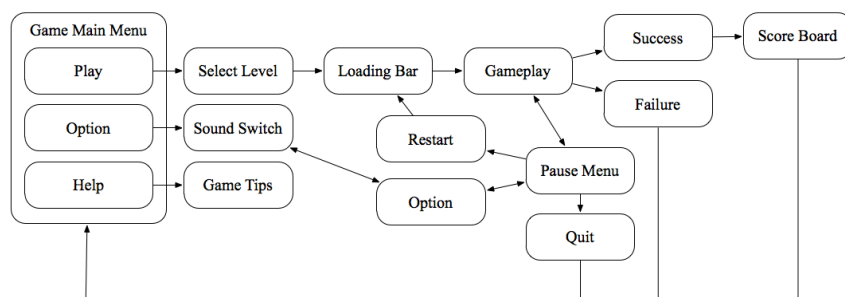 Game Main Menu
Play
Select Level
Loading Bar
Gameplay
Success
Score Board
Failure
Option
Sound Switch
Restart
Help
Game Tips
Option
Pause Menu
Quit